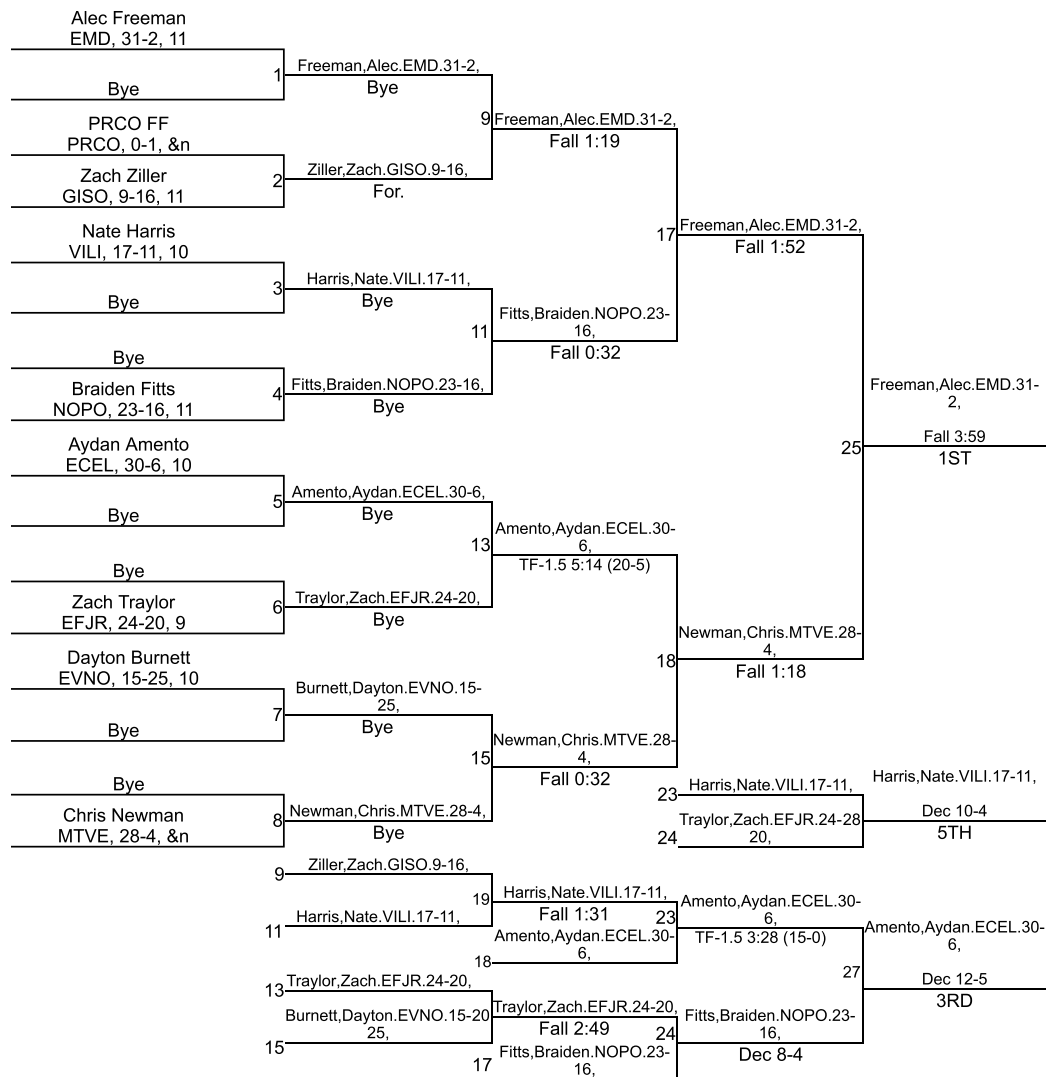 Alec Freeman
EMD, 31-2, 11
1
Freeman,Alec.EMD.31-2,
Bye
Bye
9
Freeman,Alec.EMD.31-2,
Fall 1:19
PRCO FF
PRCO, 0-1, &n
2
Ziller,Zach.GISO.9-16,
For.
Zach Ziller
GISO, 9-16, 11
17
Freeman,Alec.EMD.31-2,
Fall 1:52
Nate Harris
VILI, 17-11, 10
3
Harris,Nate.VILI.17-11,
Bye
Bye
11
Fitts,Braiden.NOPO.23-
16,
Fall 0:32
Bye
4
Fitts,Braiden.NOPO.23-16,
Bye
Braiden Fitts
NOPO, 23-16, 11
25
Freeman,Alec.EMD.31-
2,
Fall 3:59
1ST
Aydan Amento
ECEL, 30-6, 10
5
Amento,Aydan.ECEL.30-6,
Bye
Bye
13
Amento,Aydan.ECEL.30-
6,
TF-1.5 5:14 (20-5)
Bye
6
Traylor,Zach.EFJR.24-20,
Bye
Zach Traylor
EFJR, 24-20, 9
18
Newman,Chris.MTVE.28-
4,
Fall 1:18
Dayton Burnett
EVNO, 15-25, 10
7
Burnett,Dayton.EVNO.15-
25,
Bye
Bye
15
Newman,Chris.MTVE.28-
4,
Fall 0:32
Bye
8
Newman,Chris.MTVE.28-4,
Bye
Chris Newman
MTVE, 28-4, &n
23
Harris,Nate.VILI.17-11,
24
Traylor,Zach.EFJR.24-28
20,
Harris,Nate.VILI.17-11,
Dec 10-4
5TH
9
Ziller,Zach.GISO.9-16,
11
Harris,Nate.VILI.17-11,
19
Harris,Nate.VILI.17-11,
Fall 1:31
18
Amento,Aydan.ECEL.30-
6,
23
Amento,Aydan.ECEL.30-
6,
TF-1.5 3:28 (15-0)
27
Amento,Aydan.ECEL.30-
6,
Dec 12-5
3RD
13
Traylor,Zach.EFJR.24-20,
15
Burnett,Dayton.EVNO.15-20
25,
Traylor,Zach.EFJR.24-20,
Fall 2:49
17
Fitts,Braiden.NOPO.23-
16,
24
Fitts,Braiden.NOPO.23-
16,
Dec 8-4